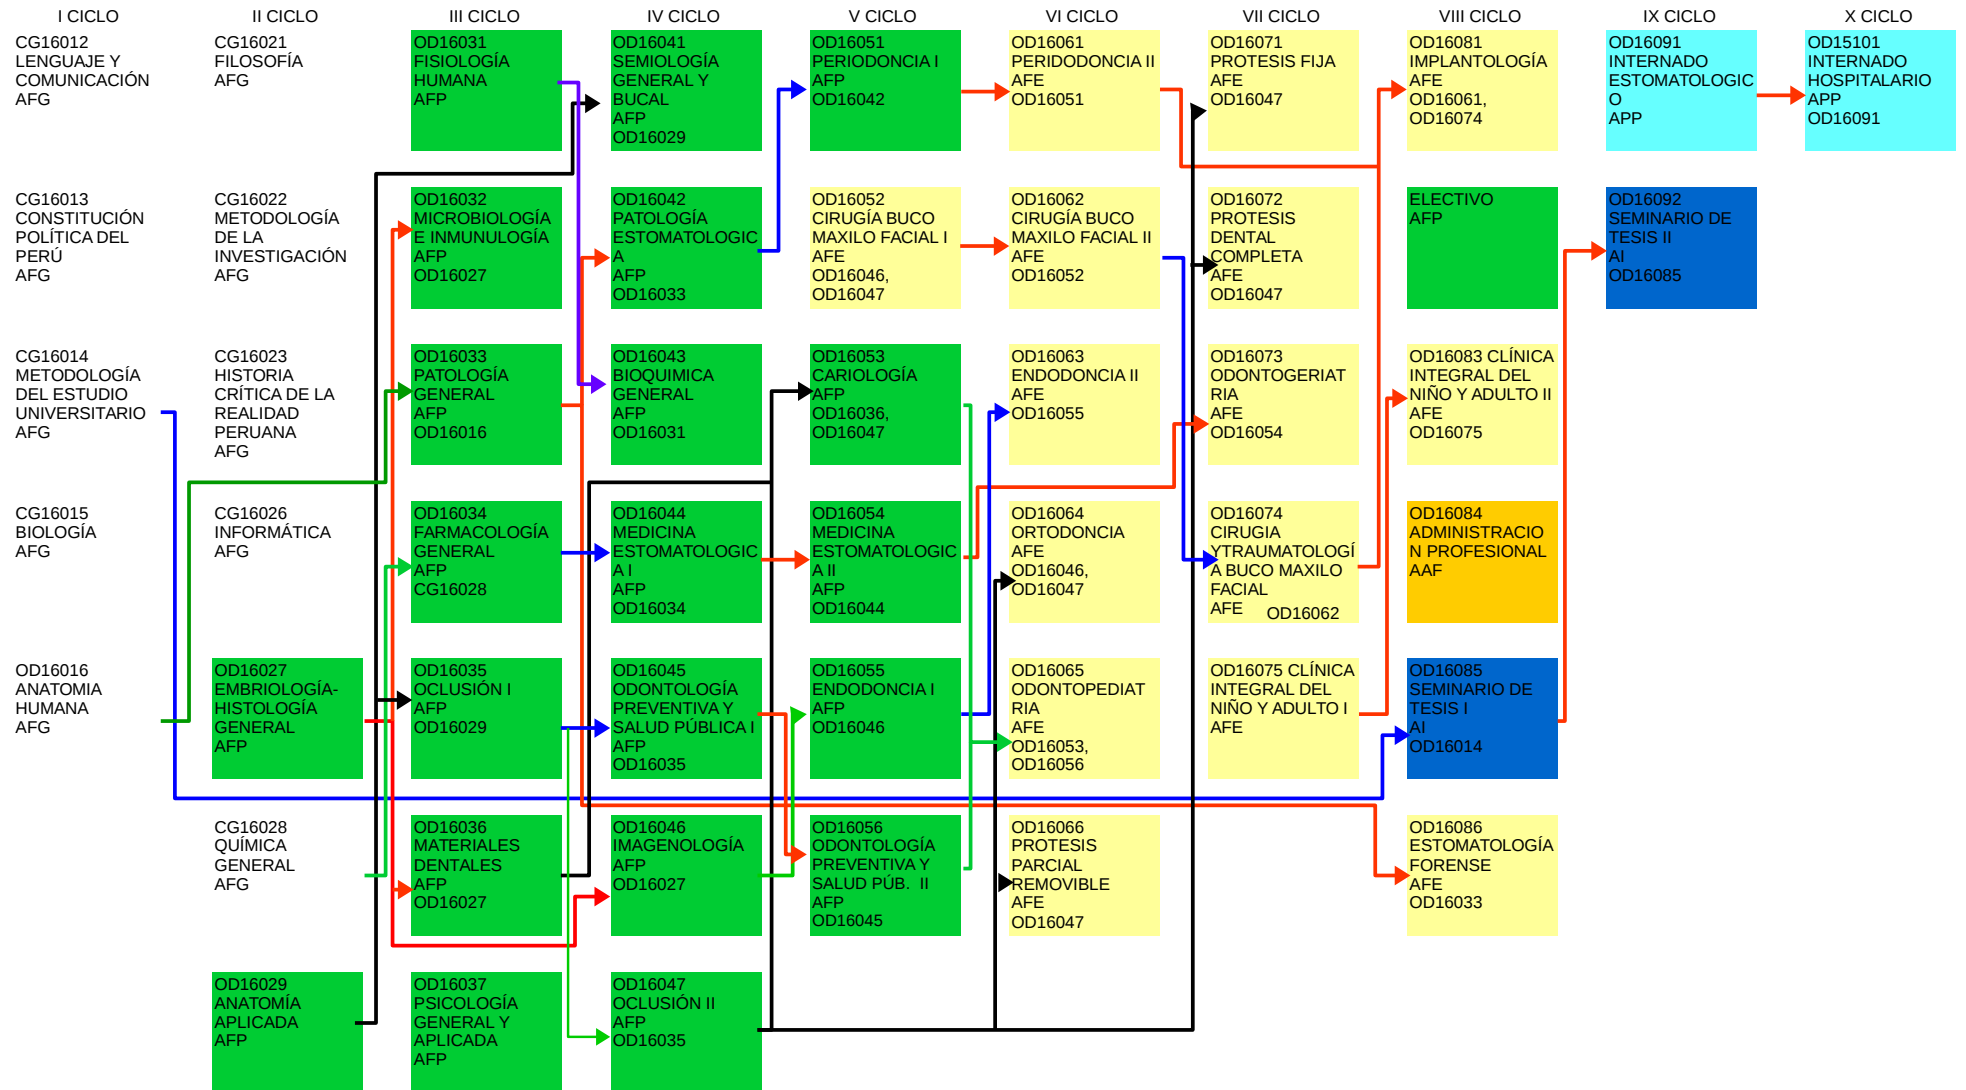 I CICLO
CG16012
LENGUAJE Y
COMUNICACIÓN
AFG
CG16013
CONSTITUCIÓN
POLÍTICA DEL
PERÚ
AFG
CG16014
METODOLOGÍA
DEL ESTUDIO
UNIVERSITARIO
AFG
CG16015
BIOLOGÍA
AFG
OD16016
ANATOMIA
HUMANA
AFG
II CICLO
CG16021
FILOSOFÍA
AFG
CG16022
METODOLOGÍA
DE LA
INVESTIGACIÓN
AFG
CG16023
HISTORIA
CRÍTICA DE LA
REALIDAD
PERUANA
AFG
CG16026
INFORMÁTICA
AFG
OD16027
EMBRIOLOGÍA-
HISTOLOGÍA
GENERAL
AFP
CG16028
QUÍMICA
GENERAL
AFG
OD16029
ANATOMÍA
APLICADA
AFP
III CICLO
OD16031
FISIOLOGÍA
HUMANA
AFP
OD16032
MICROBIOLOGÍA
E INMUNULOGÍA
AFP
OD16027
OD16033
PATOLOGÍA
GENERAL
AFP
OD16016
OD16034
FARMACOLOGÍA
GENERAL
AFP
CG16028
OD16035
OCLUSIÓN I
AFP
OD16029
OD16036
MATERIALES
DENTALES
AFP
OD16027
OD16037
PSICOLOGÍA
GENERAL Y
APLICADA
AFP
IV CICLO
OD16041
SEMIOLOGÍA
GENERAL Y
BUCAL
AFP
OD16029
OD16042
PATOLOGÍA
ESTOMATOLOGIC
A
AFP
OD16033
OD16043
BIOQUIMICA
GENERAL
AFP
OD16031
OD16044
MEDICINA
ESTOMATOLOGIC
A I
AFP
OD16034
OD16045
ODONTOLOGÍA
PREVENTIVA Y
SALUD PÚBLICA I
AFP
OD16035
OD16046
IMAGENOLOGÍA
AFP
OD16027
OD16047
OCLUSIÓN II
AFP
OD16035
V CICLO
OD16051
PERIODONCIA I
AFP
OD16042
OD16052
CIRUGÍA BUCO
MAXILO FACIAL I
AFE
OD16046,
OD16047
OD16053
CARIOLOGÍA
AFP
OD16036,
OD16047
OD16054
MEDICINA
ESTOMATOLOGIC
A II
AFP
OD16044
OD16055
ENDODONCIA I
AFP
OD16046
OD16056
ODONTOLOGÍA
PREVENTIVA Y
SALUD PÚB. II
AFP
OD16045
VI CICLO
OD16061
PERIDODONCIA II
AFE
OD16051
OD16062
CIRUGÍA BUCO
MAXILO FACIAL II
AFE
OD16052
OD16063
ENDODONCIA II
AFE
OD16055
OD16064
ORTODONCIA
AFE
OD16046,
OD16047
OD16065
ODONTOPEDIAT
RIA
AFE
OD16053,
OD16056
OD16066
PROTESIS
PARCIAL
REMOVIBLE
AFE
OD16047
VII CICLO
OD16071
PROTESIS FIJA
AFE
OD16047
OD16072
PROTESIS
DENTAL
COMPLETA
AFE
OD16047
OD16073
ODONTOGERIAT
RIA
AFE
OD16054
OD16074
CIRUGIA
YTRAUMATOLOGÍ
A BUCO MAXILO
FACIAL
AFE OD16062
OD16075 CLÍNICA
INTEGRAL DEL
NIÑO Y ADULTO I
AFE
VIII CICLO
OD16081
IMPLANTOLOGÍA
AFE
OD16061,
OD16074
ELECTIVO
AFP
OD16083 CLÍNICA
INTEGRAL DEL
NIÑO Y ADULTO II
AFE
OD16075
OD16084
ADMINISTRACIO
N PROFESIONAL
AAF
OD16085
SEMINARIO DE
TESIS I
AI
OD16014
OD16086
ESTOMATOLOGÍA
FORENSE
AFE
OD16033
IX CICLO
OD16091
INTERNADO
ESTOMATOLOGIC
O
APP
OD16092
SEMINARIO DE
TESIS II
AI
OD16085
X CICLO
OD15101
INTERNADO
HOSPITALARIO
APP
OD16091